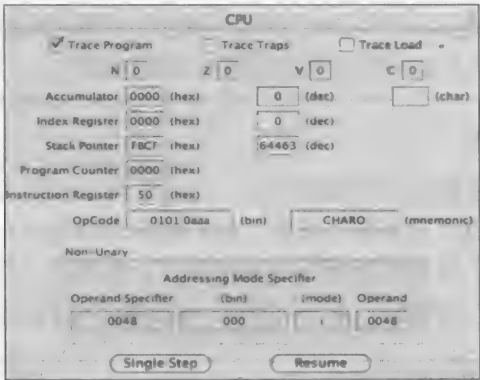 CPU
Trace Program Trace Traps Trace Load
N 0 Z 0 V 0 C 0
Accumulator 0000 (hex) 0 (dec) (char)
Index Register 0000 (hex) 0 (dec)
Stack Pointer FBCF (hex) 64463 (dec)
Program Counter 0000 (hex)
Instruction Register 50 (hex)
OpCode 0101 0aaa (bin) CHARO (mnemonic)
Non-Unary
Addressing Mode Specifier
Operand Specifier (bin) (mode) Operand
0048 000 i 0048
Single Step Resume